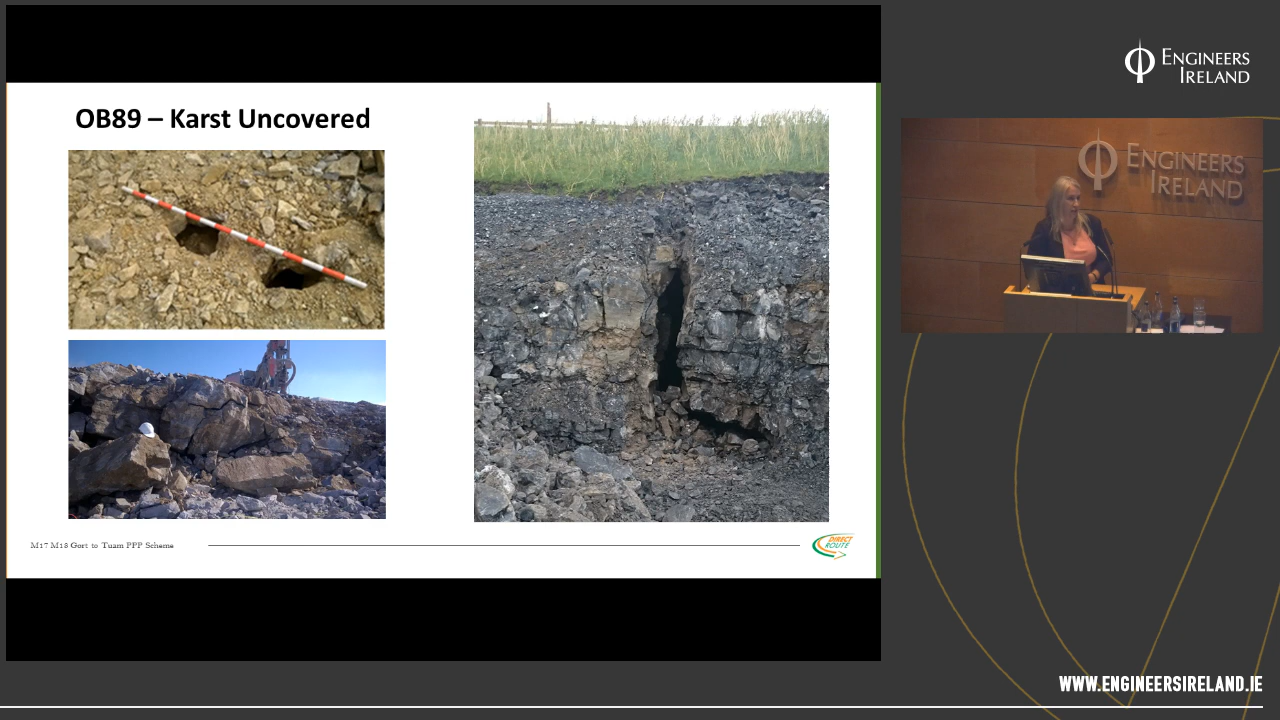 OB89 – Karst Uncovered
M17 M18 Gort to Tuam PPP Scheme
DIRECT
ROUTE
ENGINEERS
IRELAND
ENGINEERS
IRELAND
WWW.ENGINEERSIRELAND.IE